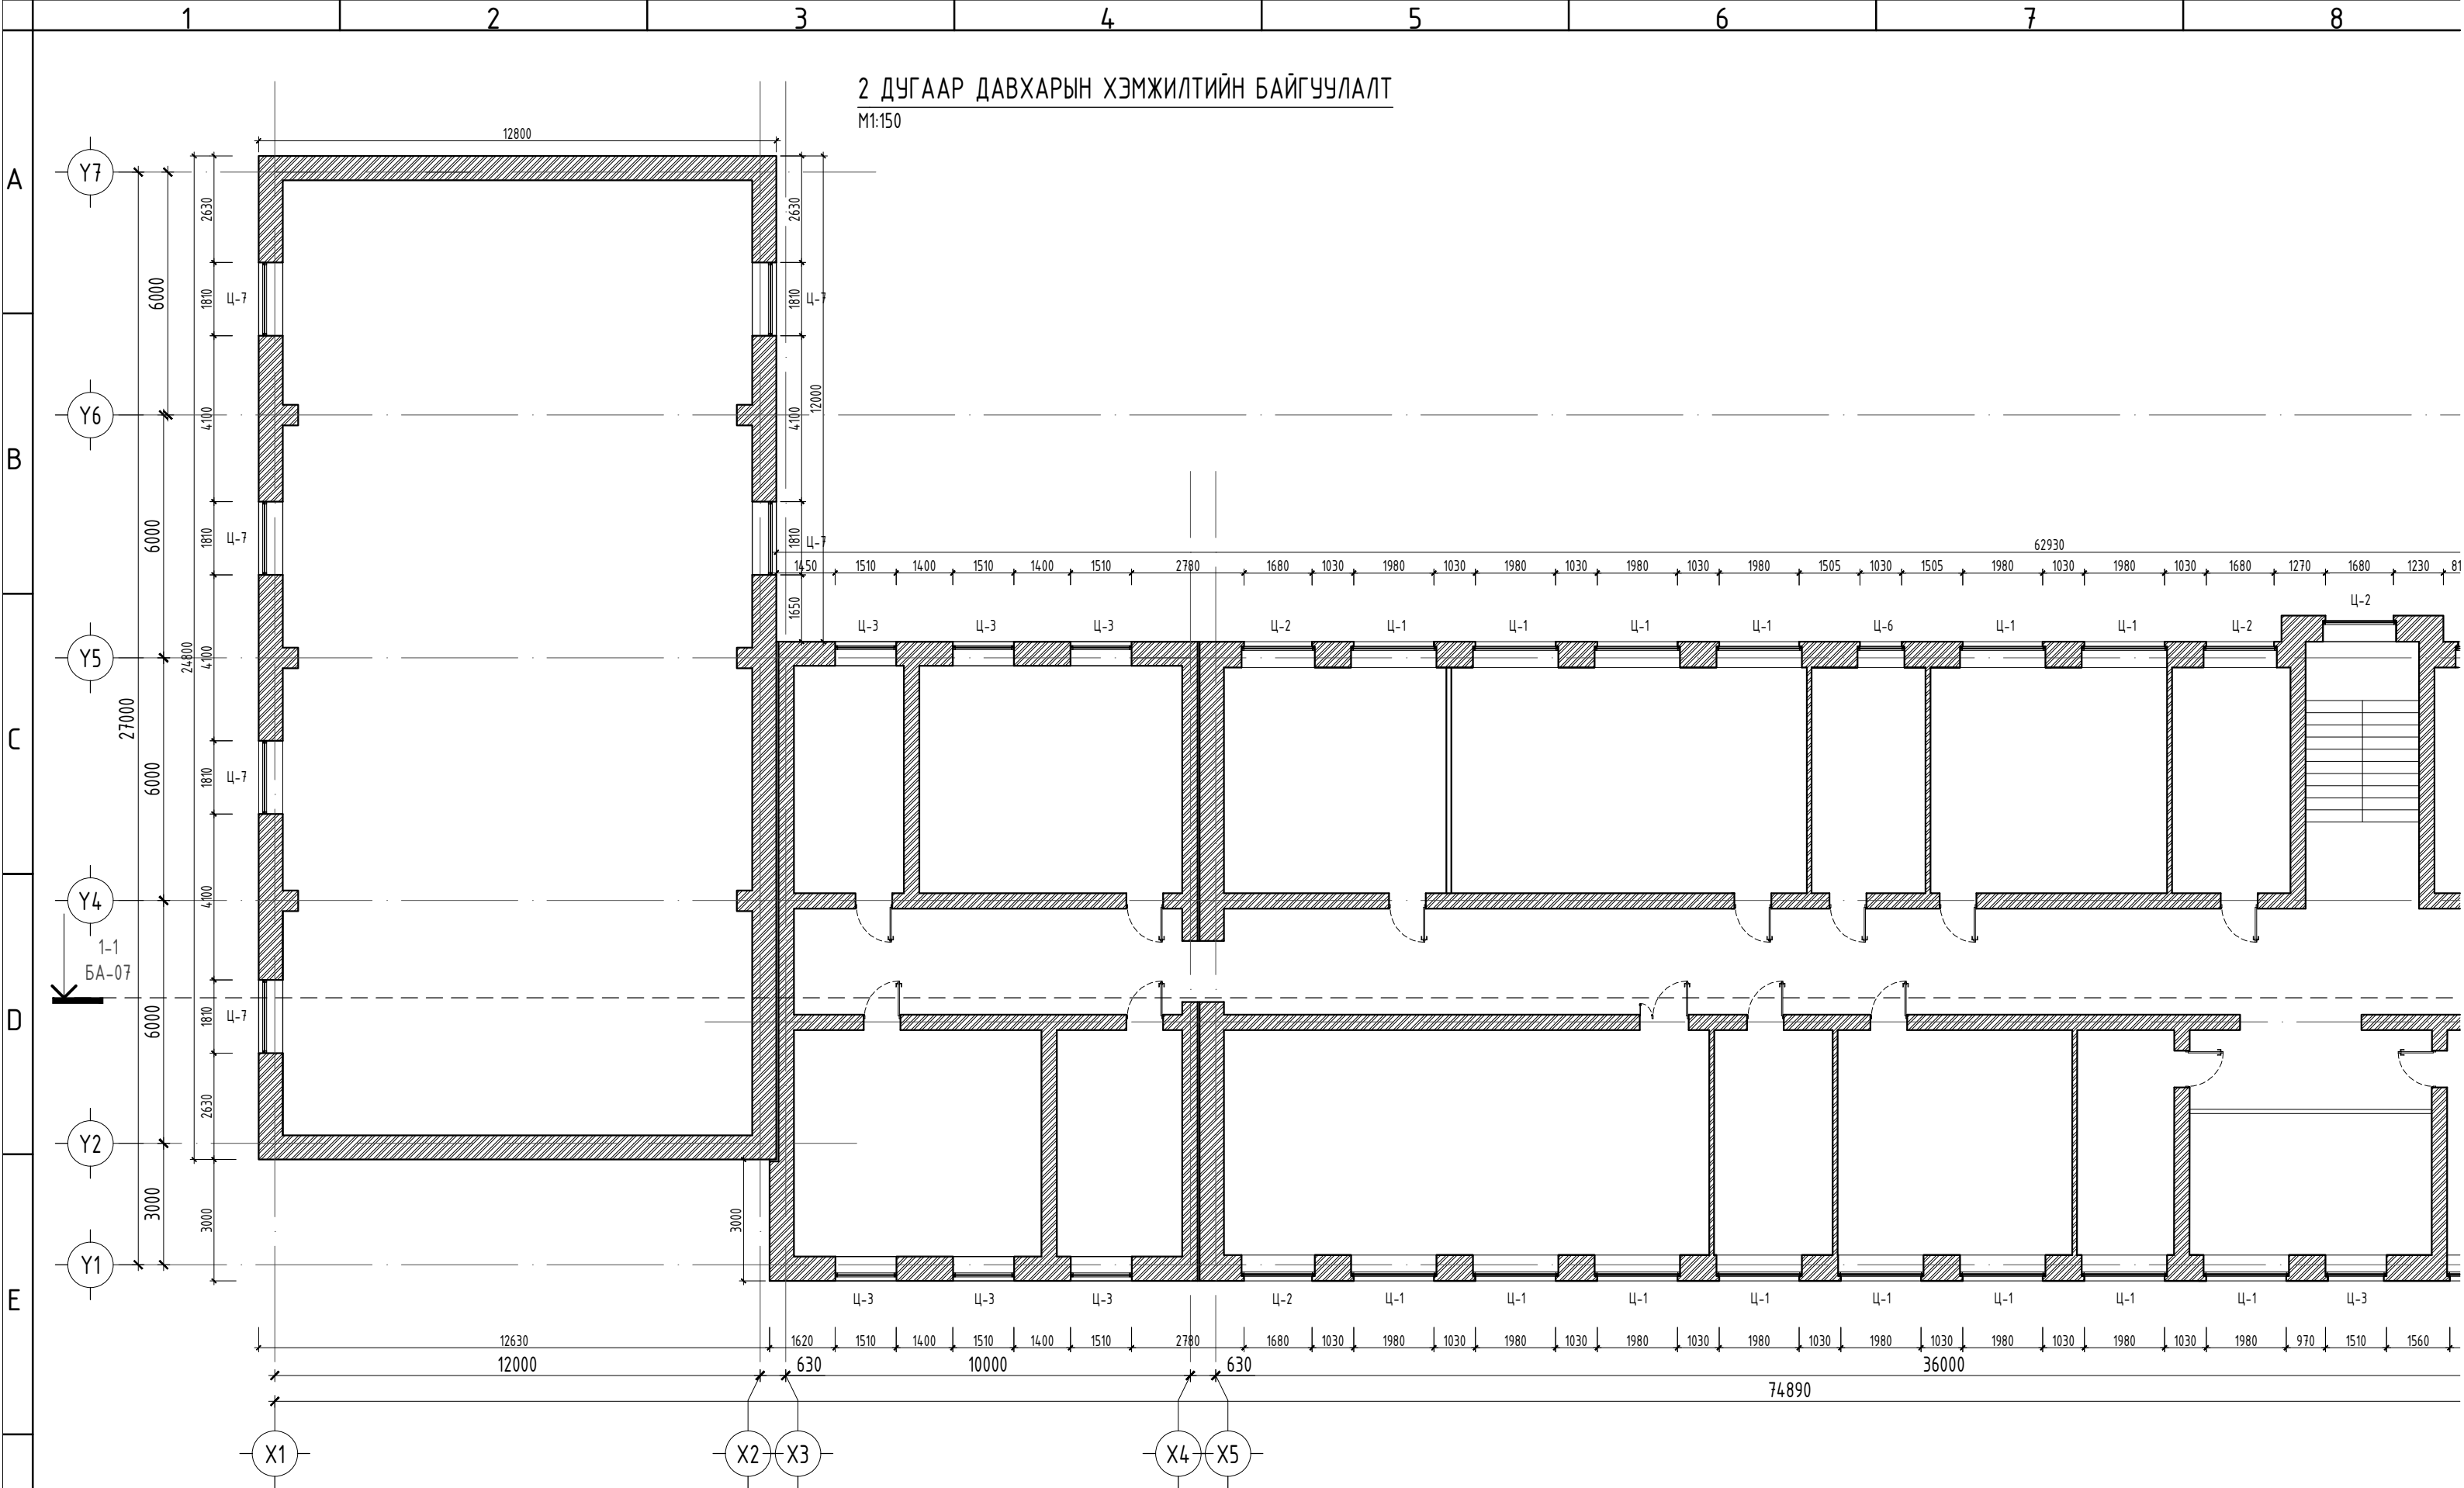 1 2 3 4 5 6 7 8
2 ДУГААР ДАВХАРЫН ХЭМЖИЛТИЙН БАЙГУУЛАЛТ
М1:150
A
B
C
D
E
Y7
Y6
Y5
Y4
Y2
Y1
1-1
БА-07
27000
6000
6000
6000
6000
3000
24800
2630
1810 Ц-7
4100
1810 Ц-7
4100
1810 Ц-7
4100
1810 Ц-7
2630
3000
12800
2630
1810 Ц-7
4100
12000
1810 Ц-7
1650
3000
62930
1450 1510 1400 1510 1400 1510 2780 1680 1030 1980 1030 1980 1030 1980 1030 1980 1505 1030 1505 1980 1030 1980 1030 1680 1270 1680 1230
Ц-2
Ц-3 Ц-3 Ц-3 Ц-2 Ц-1 Ц-1 Ц-1 Ц-1 Ц-6 Ц-1 Ц-1 Ц-2
Ц-3 Ц-3 Ц-3 Ц-2 Ц-1 Ц-1 Ц-1 Ц-1 Ц-1 Ц-1 Ц-1 Ц-1 Ц-3
12630 1620 1510 1400 1510 1400 1510 2780 1680 1030 1980 1030 1980 1030 1980 1030 1980 1030 1980 1030 1980 1030 1980 1030 1980 970 1510 1560
12000 630 10000 630 36000
74890
X1 X2 X3 X4 X5